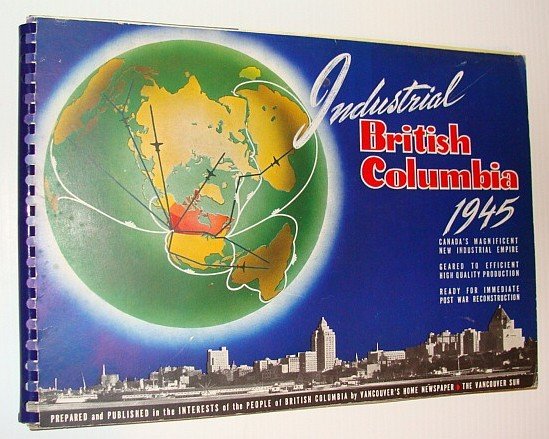 Industrial
British
Columbia
1945
CANADA'S MAGNIFICENT
NEW INDUSTRIAL EMPIRE
GEARED TO EFFICIENT
HIGH QUALITY PRODUCTION
READY FOR IMMEDIATE
POST WAR RECONSTRUCTION
PREPARED and PUBLISHED in the INTERESTS of the PEOPLE of BRITISH COLUMBIA by VANCOUVER'S HOME NEWSPAPER THE VANCOUVER SUN